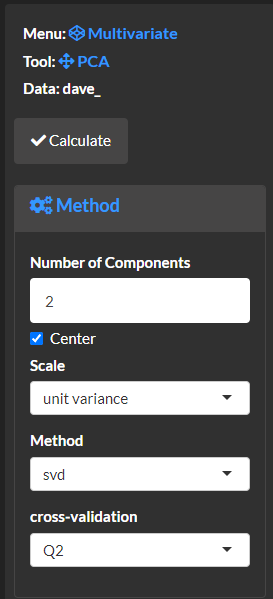 Menu: Multivariate
Tool: PCA
Data: dave_
Calculate
Method
Number of Components
2
Center
Scale
unit variance
Method
svd
cross-validation
Q2